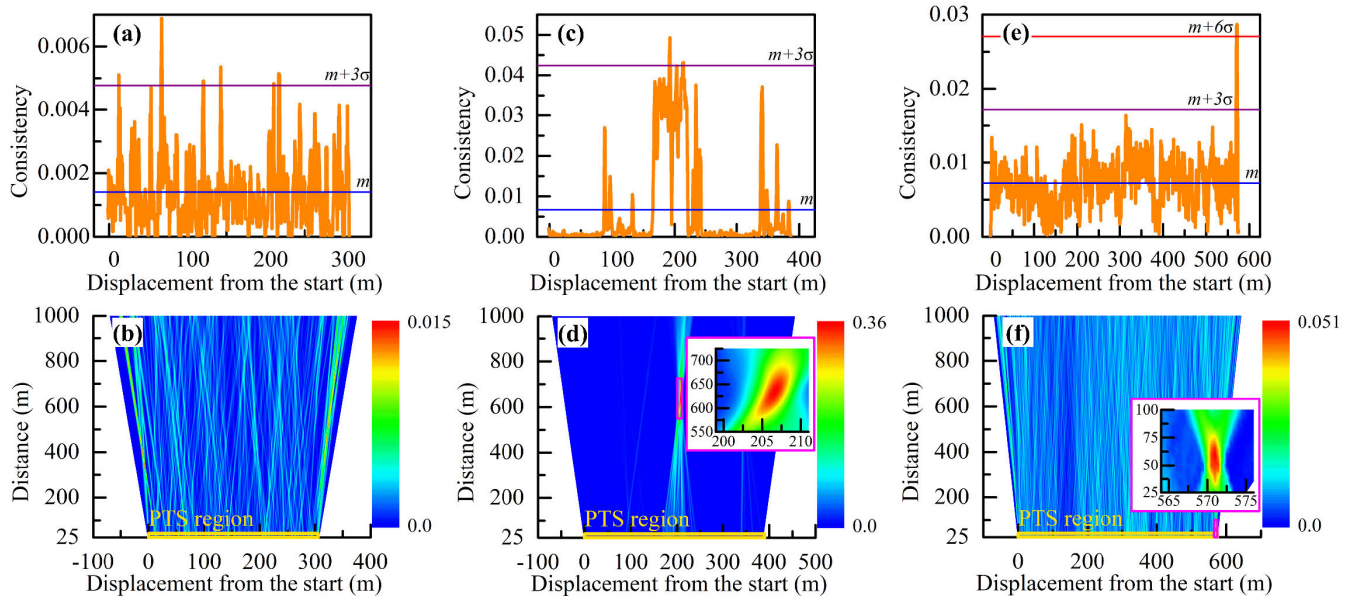 (a)
0.006
0.004
0.002
0.000
m+3σ
m
Consistency
0 100 200 300
Displacement from the start (m)
(c)
0.05
0.04
0.03
0.02
0.01
0.00
m+3σ
m
Consistency
0 100 200 300 400
Displacement from the start (m)
(e)
0.03
0.02
0.01
0.00
m+6σ
m+3σ
m
Consistency
0 100 200 300 400 500 600
Displacement from the start (m)
(b)
1000
800
600
400
200
25
Distance (m)
PTS region
-100 0 100 200 300 400
Displacement from the start (m)
0.015
0.0
(d)
1000
800
600
400
200
25
Distance (m)
700
650
600
550
200 205 210
PTS region
-100 0 100 200 300 400 500
Displacement from the start (m)
0.36
0.0
(f)
1000
800
600
400
200
25
Distance (m)
100
75
50
25
565 570 575
PTS region
0 200 400 600
Displacement from the start (m)
0.051
0.0